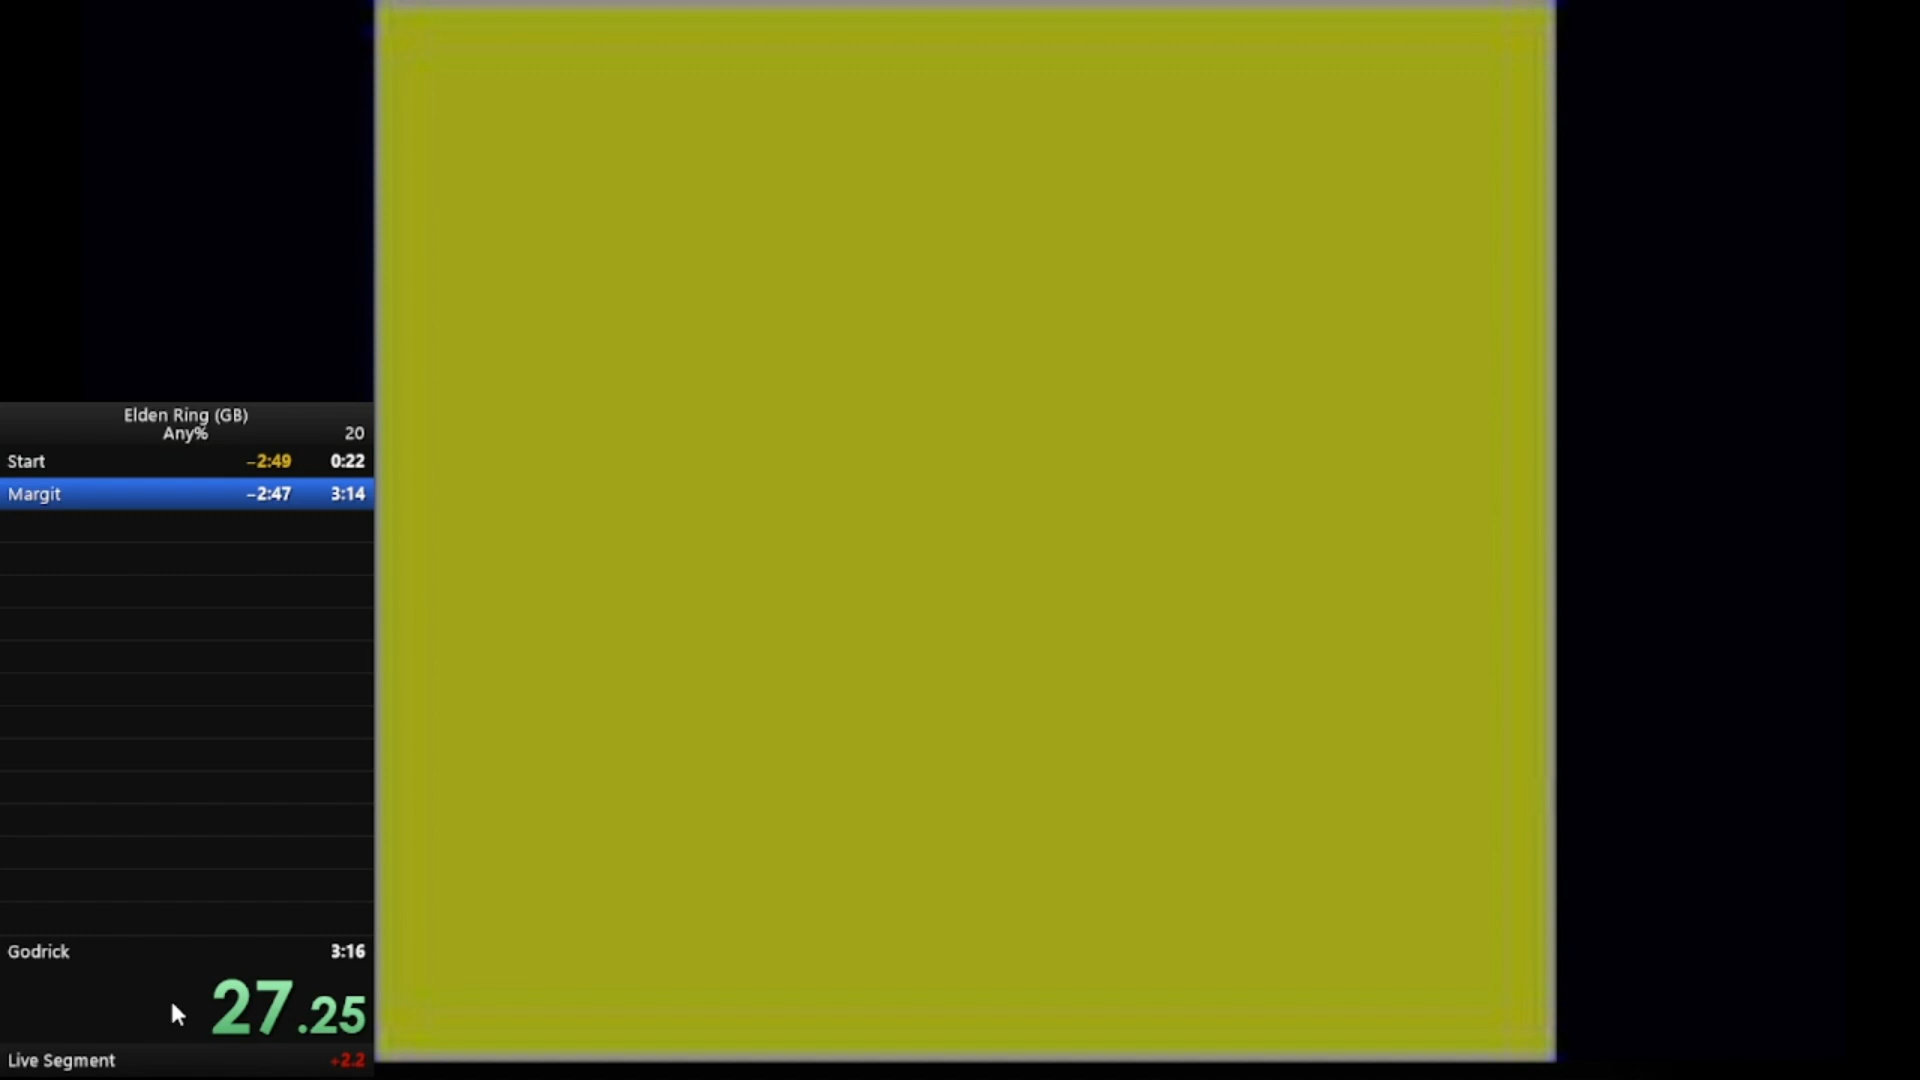 Elden Ring (GB)
Any% 20
Start −2:49 0:22
Margit −2:47 3:14
Godrick 3:16
27.25
Live Segment +2.2